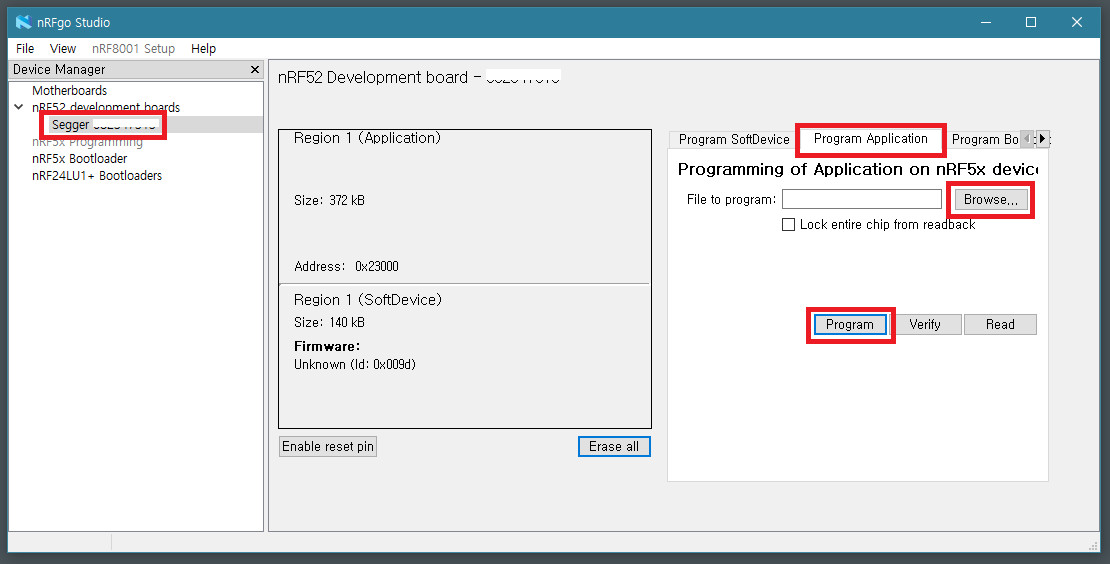 nRFgo Studio
File View nRF8001 Setup Help
Device Manager
Motherboards
nRF52 development boards
Segger
nRF5x Programming
nRF5x Bootloader
nRF24LU1+ Bootloaders
nRF52 Development board -
Region 1 (Application)
Size: 372 kB
Address: 0x23000
Region 1 (SoftDevice)
Size: 140 kB
Firmware:
Unknown (Id: 0x009d)
Enable reset pin
Erase all
Program SoftDevice
Program Application
Program Bo
Programming of Application on nRF5x device
File to program:
Browse...
Lock entire chip from readback
Program
Verify
Read